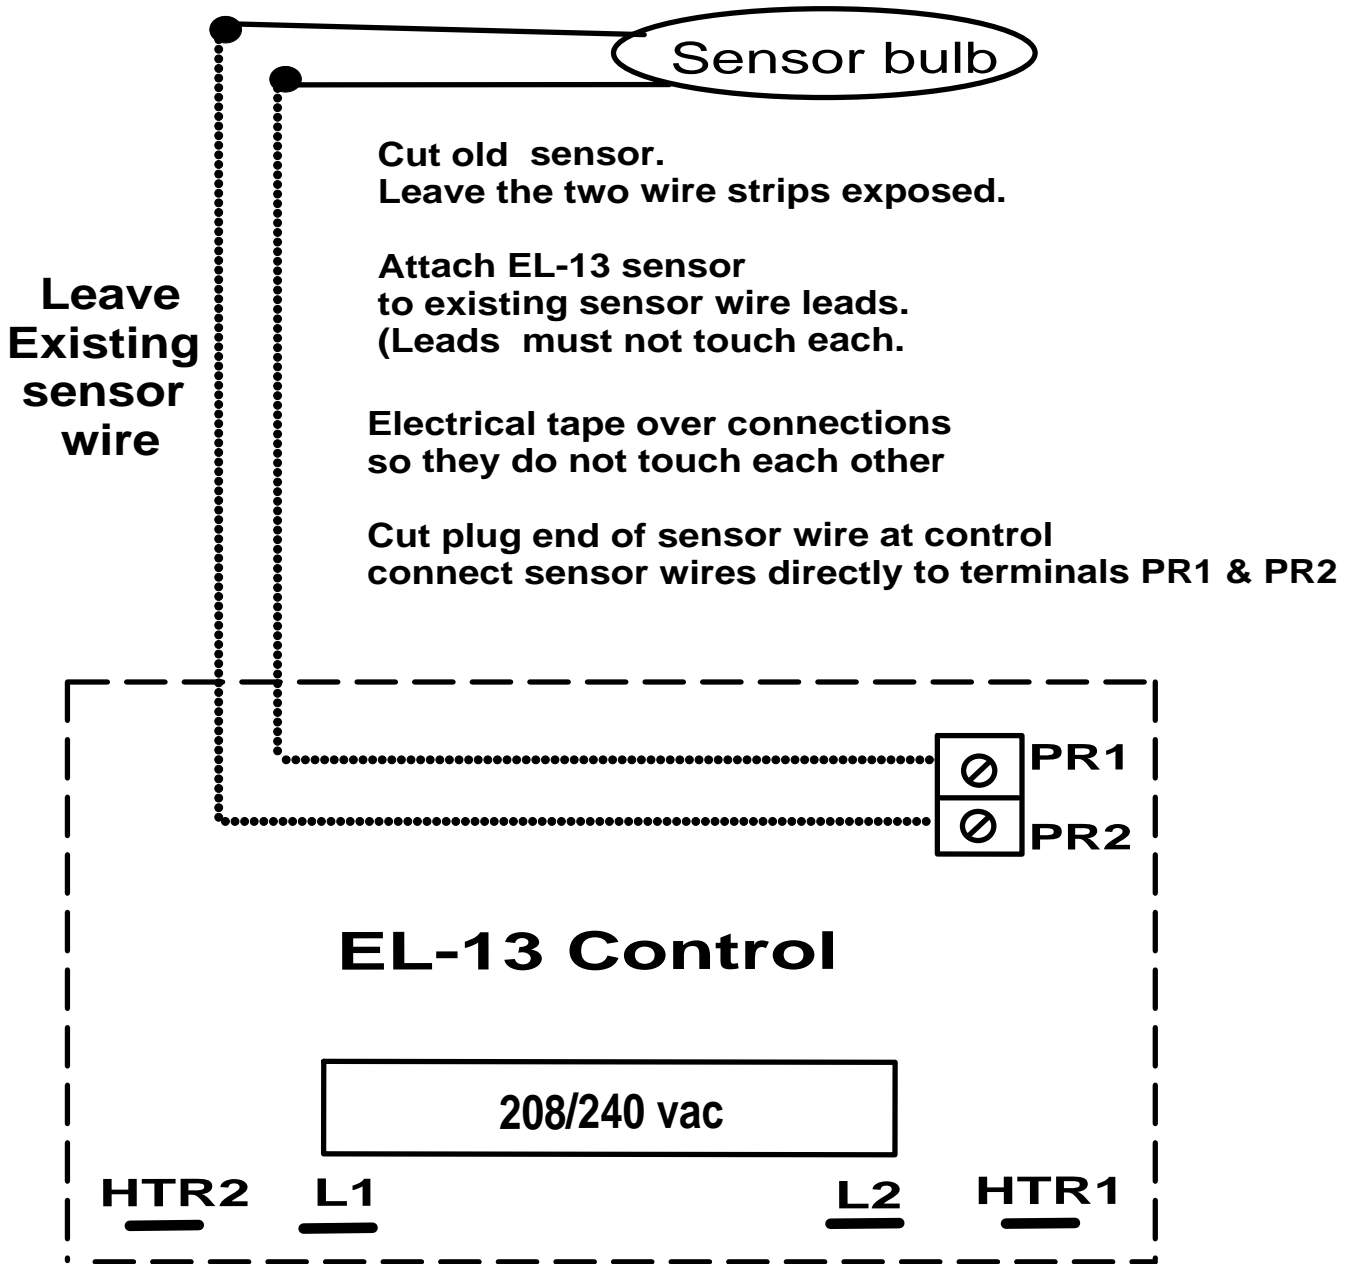 Sensor bulb
Cut old sensor.
Leave the two wire strips exposed.
Attach EL-13 sensor
to existing sensor wire leads.
(Leads must not touch each.
Leave
Existing
sensor
wire
Electrical tape over connections
so they do not touch each other
Cut plug end of sensor wire at control
connect sensor wires directly to terminals PR1 & PR2
PR1
PR2
EL-13 Control
208/240 vac
HTR2
L1
L2
HTR1